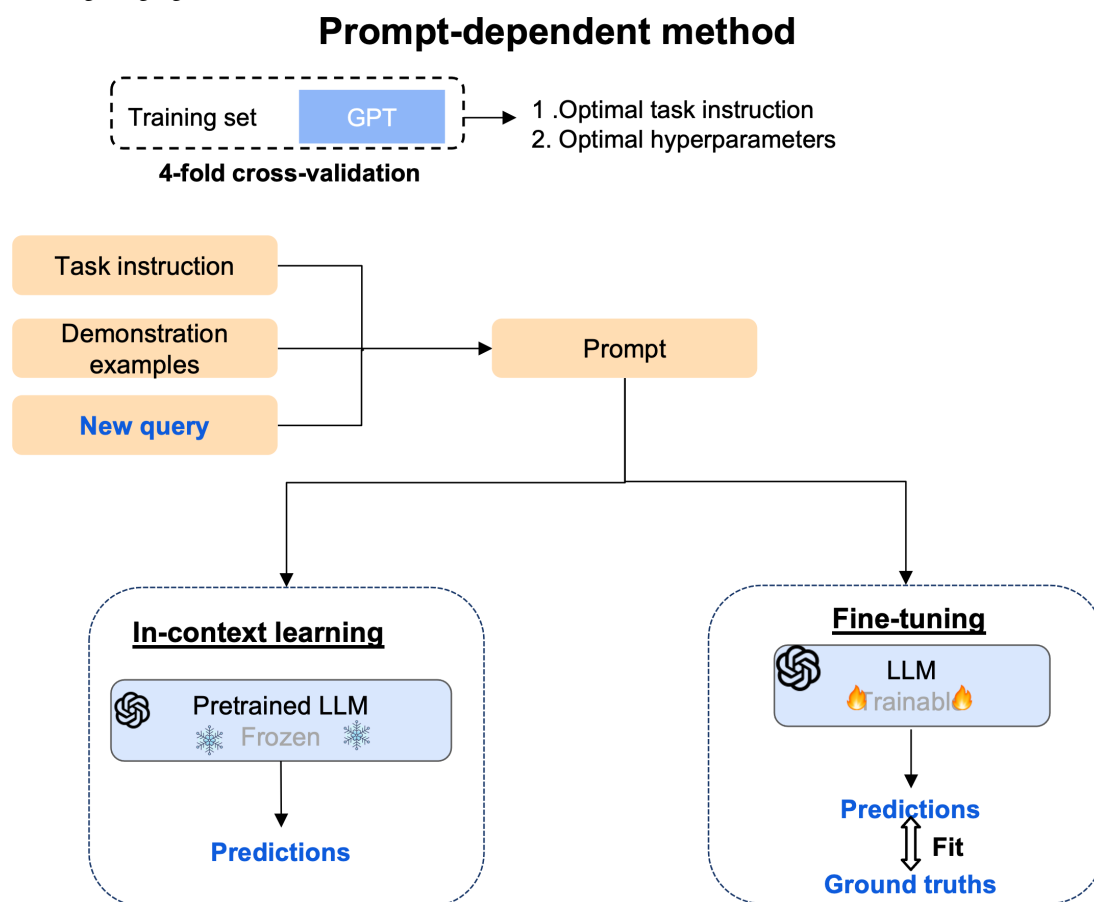 Prompt-dependent method
Training set
GPT
1 .Optimal task instruction
2. Optimal hyperparameters
4-fold cross-validation
Task instruction
Demonstration
examples
New query
Prompt
In-context learning
Pretrained LLM
Frozen
Predictions
Fine-tuning
LLM
Trainable
Predictions
Fit
Ground truths